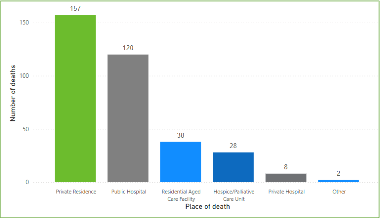 157
150
120
Number of deaths
100
50
38
28
8
2
0
Private Residence
Public Hospital
Residential Aged
Care Facility
Hospice/Palliative
Care Unit
Private Hospital
Other
Place of death